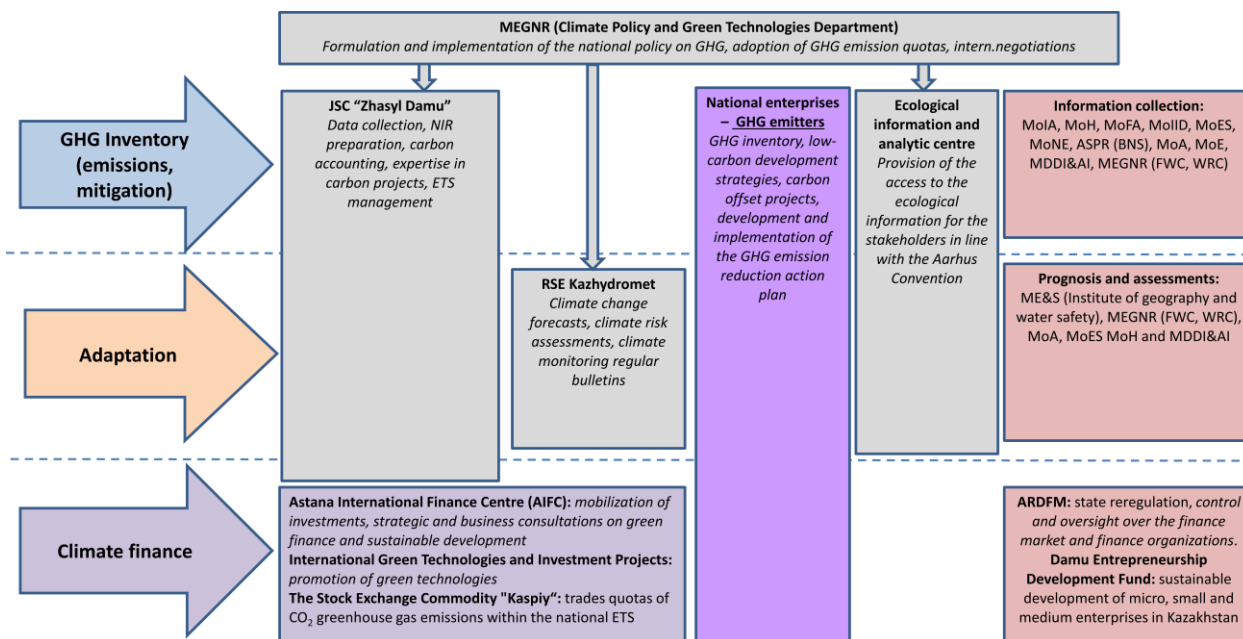 MEGNR (Climate Policy and Green Technologies Department)
Formulation and implementation of the national policy on GHG, adoption of GHG emission quotas, intern.negotiations
GHG Inventory
(emissions,
mitigation)
JSC “Zhasyl Damu”
Data collection, NIR
preparation, carbon
accounting, expertise in
carbon projects, ETS
management
National enterprises
– GHG emitters
GHG inventory, low-
carbon development
strategies, carbon
offset projects,
development and
implementation of
the GHG emission
reduction action
plan
Ecological
information and
analytic centre
Provision of the
access to the
ecological
information for the
stakeholders in line
with the Aarhus
Convention
Information collection:
MoIA, MoH, MoFA, MoIID, MoES,
MoNE, ASPR (BNS), MoA, MoE,
MDDI&AI, MEGNR (FWC, WRC)
Adaptation
RSE Kazhydromet
Climate change
forecasts, climate risk
assessments, climate
monitoring regular
bulletins
Prognosis and assessments:
ME&S (Institute of geography and
water safety), MEGNR (FWC, WRC),
MoA, MoES MoH and MDDI&AI
Climate finance
Astana International Finance Centre (AIFC): mobilization of
investments, strategic and business consultations on green
finance and sustainable development
International Green Technologies and Investment Projects:
promotion of green technologies
The Stock Exchange Commodity "Kaspiy“: trades quotas of
CO₂ greenhouse gas emissions within the national ETS
ARDFM: state reregulation, control
and oversight over the finance
market and finance organizations.
Damu Entrepreneurship
Development Fund: sustainable
development of micro, small and
medium enterprises in Kazakhstan